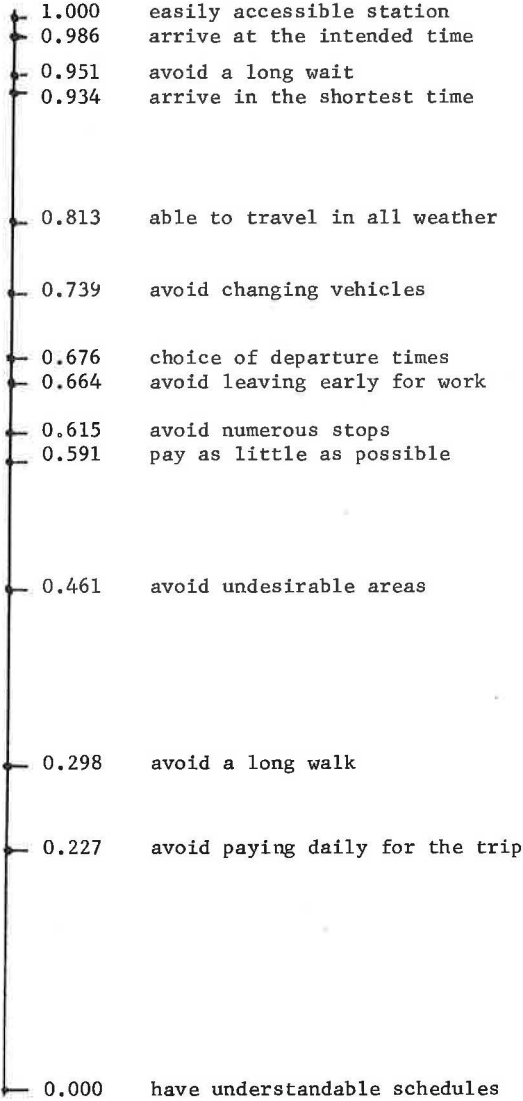 1.000 easily accessible station
0.986 arrive at the intended time
0.951 avoid a long wait
0.934 arrive in the shortest time
0.813 able to travel in all weather
0.739 avoid changing vehicles
0.676 choice of departure times
0.664 avoid leaving early for work
0.615 avoid numerous stops
0.591 pay as little as possible
0.461 avoid undesirable areas
0.298 avoid a long walk
0.227 avoid paying daily for the trip
0.000 have understandable schedules